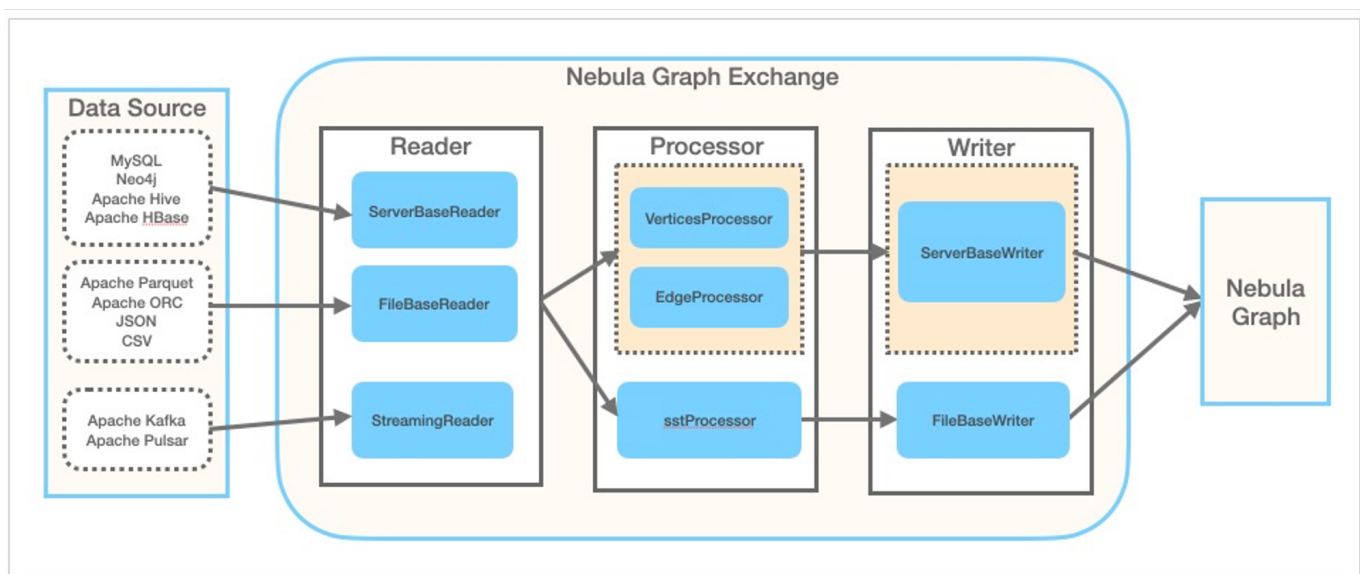 Nebula Graph Exchange
Data Source
MySQL
Neo4j
Apache Hive
Apache HBase
Apache Parquet
Apache ORC
JSON
CSV
Apache Kafka
Apache Pulsar
Reader
ServerBaseReader
FileBaseReader
StreamingReader
Processor
VerticesProcessor
EdgeProcessor
sstProcessor
Writer
ServerBaseWriter
FileBaseWriter
Nebula
Graph